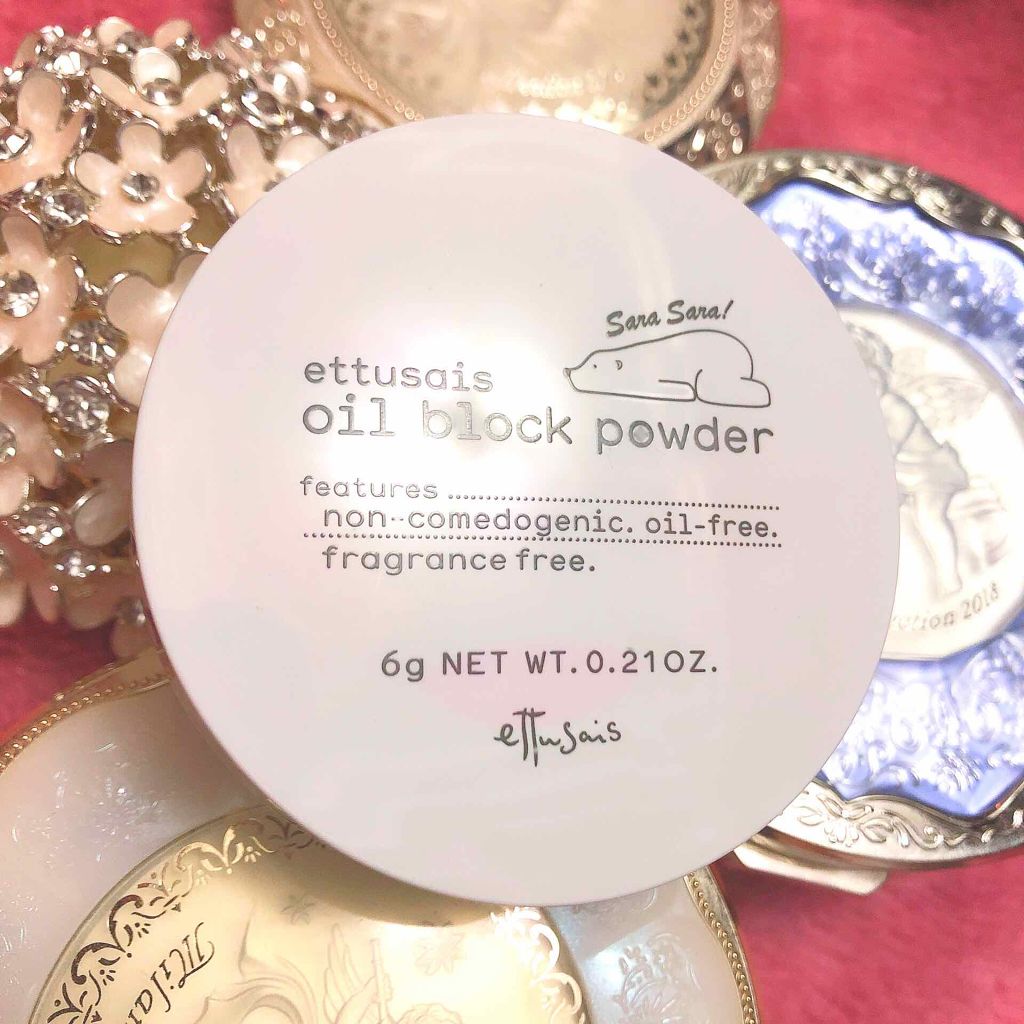 Sara Sara!
ettusais
oil block powder
features
non-comedogenic. oil-free.
fragrance free.
6g NET WT. 0.21OZ.
ettusais
2018